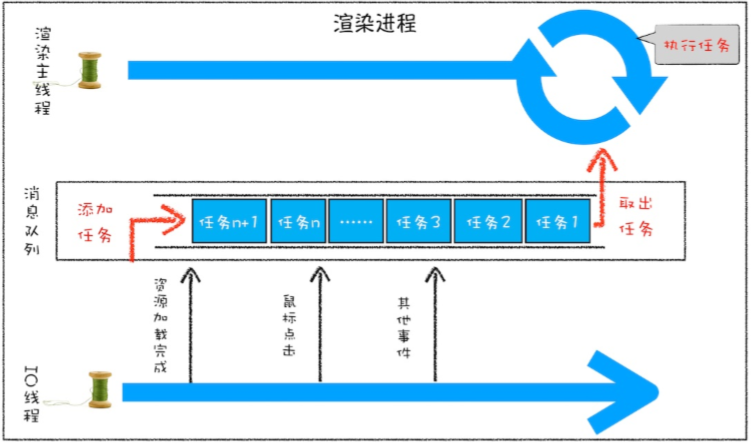 渲染进程
渲染主线程
执行任务
消息队列
添加
任务
任务n+1
任务n
……
任务3
任务2
任务1
取出
任务
资源加载完成
鼠标点击
其他事件
IO线程